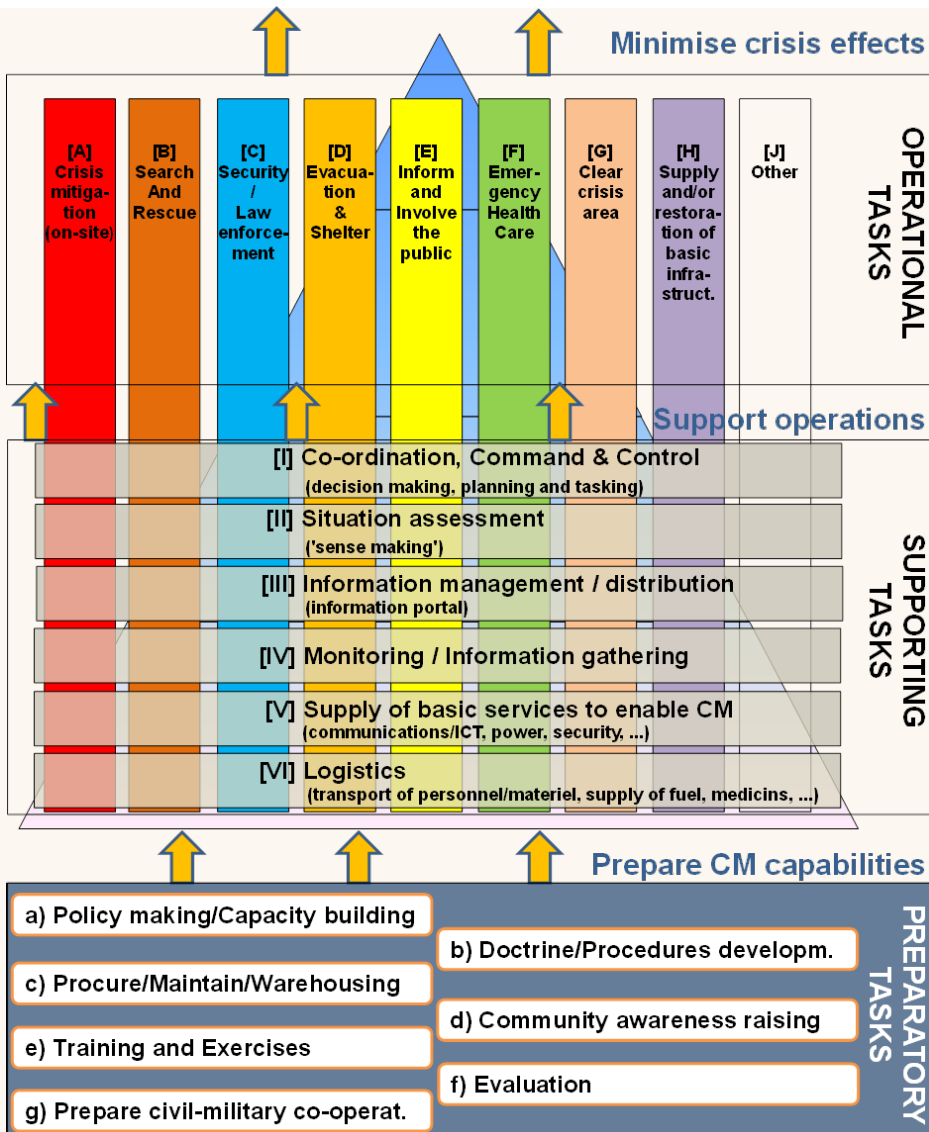 Minimise crisis effects
[A]
Crisis
mitiga-
tion
(on-site)
[B]
Search
And
Rescue
[C]
Security
/
Law
enforce-
ment
[D]
Evacua-
tion
&
Shelter
[E]
Inform
and
Involve
the
public
[F]
Emer-
gency
Health
Care
[G]
Clear
crisis
area
[H]
Supply
and/or
restora-
tion of
basic
infra-
struct.
[J]
Other
OPERATIONAL
TASKS
Support operations
[I] Co-ordination, Command & Control
(decision making, planning and tasking)
[II] Situation assessment
('sense making')
[III] Information management / distribution
(information portal)
[IV] Monitoring / Information gathering
[V] Supply of basic services to enable CM
(communications/ICT, power, security, ...)
[VI] Logistics
(transport of personnel/materiel, supply of fuel, medicins, ...)
SUPPORTING
TASKS
Prepare CM capabilities
a) Policy making/Capacity building
b) Doctrine/Procedures developm.
c) Procure/Maintain/Warehousing
d) Community awareness raising
e) Training and Exercises
f) Evaluation
g) Prepare civil-military co-operat.
PREPARATORY
TASKS